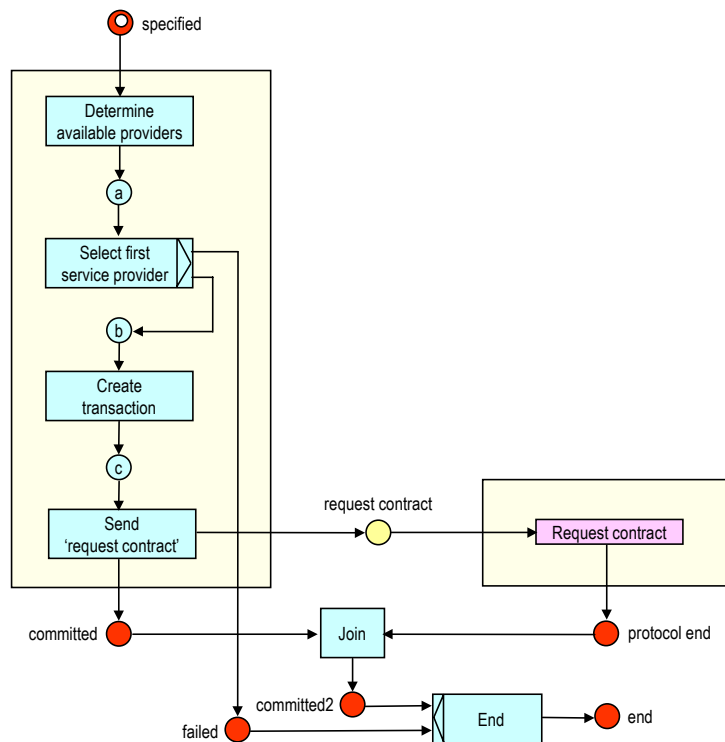 specified
Determine
available providers
a
Select first
service provider
b
Create
transaction
c
Send
‘request contract’
request contract
Request contract
committed
Join
protocol end
committed2
failed
End
end